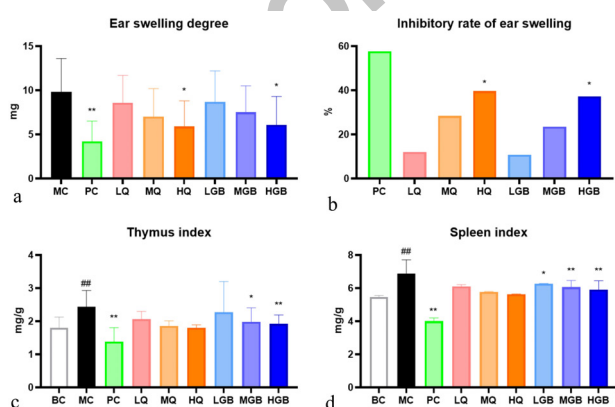 Ear swelling degree
15
10
5
0
mg
**
*
*
MC PC LQ MQ HQ LGB MGB HGB
a
Inhibitory rate of ear swelling
60
40
20
0
%
*
*
PC LQ MQ HQ LGB MGB HGB
b
Thymus index
4
3
2
1
0
mg/g
##
**
*
**
BC MC PC LQ MQ HQ LGB MGB HGB
c
Spleen index
8
6
4
2
0
mg/g
##
**
*
**
**
BC MC PC LQ MQ HQ LGB MGB HGB
d